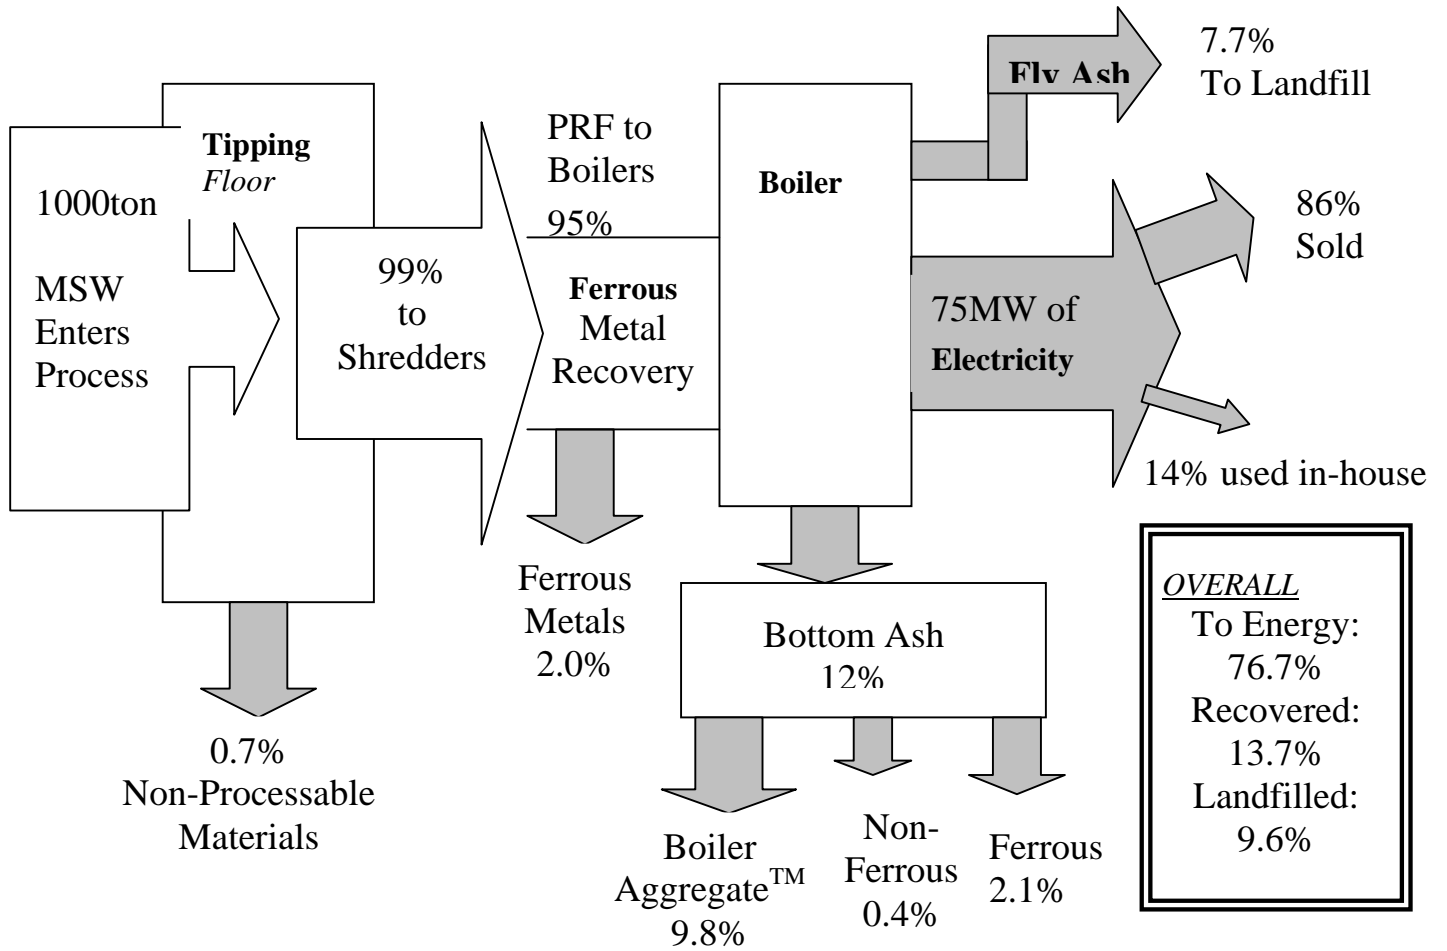 1000ton
MSW
Enters
Process
Tipping
Floor
99%
to
Shredders
PRF to
Boilers
95%
Ferrous
Metal
Recovery
Boiler
Fly Ash
7.7%
To Landfill
86%
Sold
75MW of
Electricity
14% used in-house
0.7%
Non-Processable
Materials
Ferrous
Metals
2.0%
Bottom Ash
12%
Boiler
Aggregate™
9.8%
Non-
Ferrous
0.4%
Ferrous
2.1%
OVERALL
To Energy:
76.7%
Recovered:
13.7%
Landfilled:
9.6%